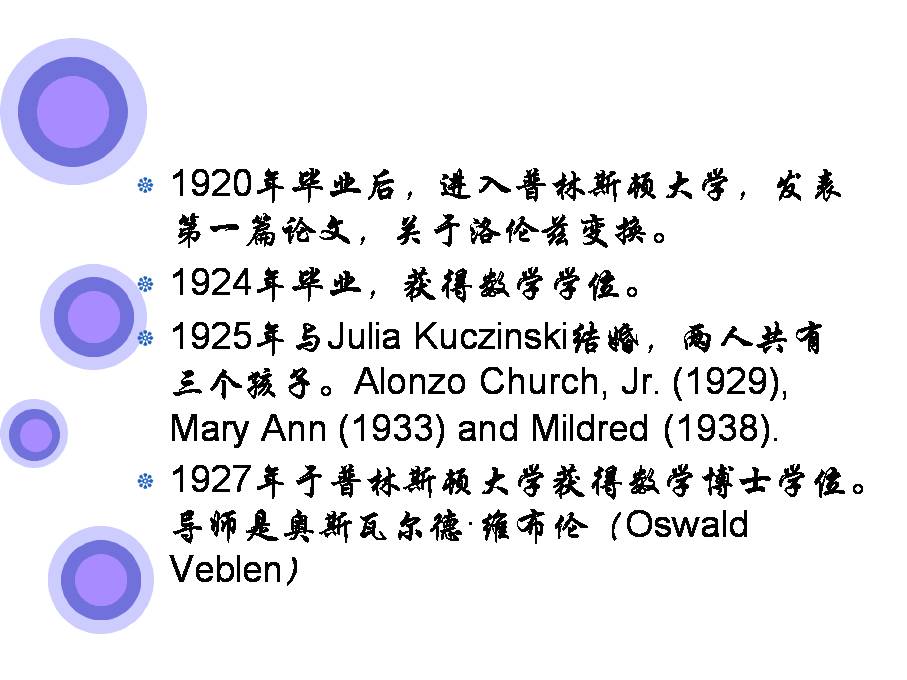 1920年毕业后，进入普林斯顿大学，发表
第一篇论文，关于洛伦兹变换。
1924年毕业，获得数学学位。
1925年与Julia Kuczinski结婚，两人共有
三个孩子。Alonzo Church, Jr. (1929),
Mary Ann (1933) and Mildred (1938).
1927年于普林斯顿大学获得数学博士学位。
导师是奥斯瓦尔德·维布伦（Oswald
Veblen）